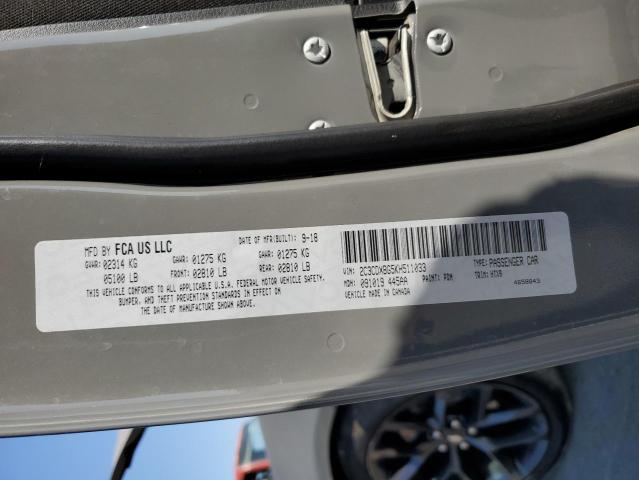 MFD BY FCA US LLC
DATE OF MFR(BUILT): 9-18
GVWR: 02314 KG
GAWR: 01275 KG
GAWR: 01275 KG
05100 LB
FRONT: 02810 LB
REAR: 02810 LB
THIS VEHICLE CONFORMS TO ALL APPLICABLE U.S.A. FEDERAL MOTOR VEHICLE SAFETY,
BUMPER, AND THEFT PREVENTION STANDARDS IN EFFECT ON
THE DATE OF MANUFACTURE SHOWN ABOVE.
VIN: 2C3CDXBG5KH511033
TYPE: PASSENGER CAR
MDH: 091019 445AA
PAINT: PDN
TRIM: H7X9
MADE IN CANADA